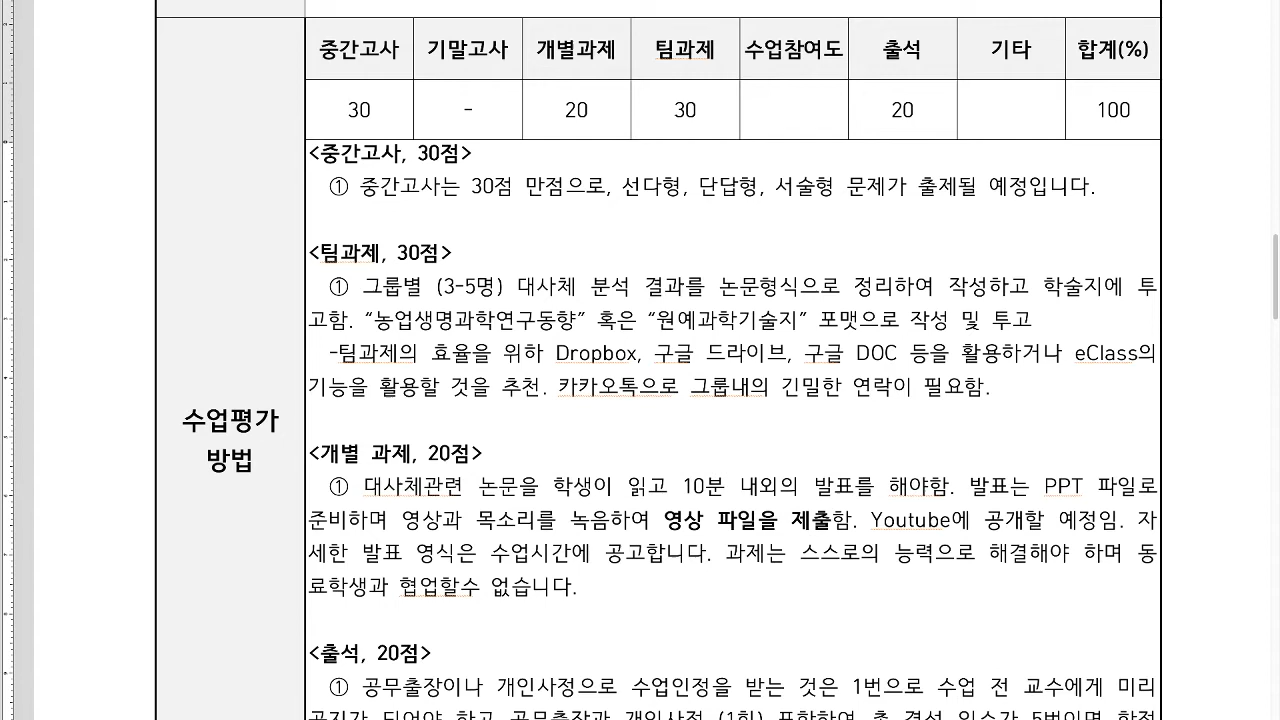 중간고사 기말고사 개별과제 팀과제 수업참여도 출석 기타 합계(%)
30 - 20 30 20 100
수업평가
방법
<중간고사, 30점>
① 중간고사는 30점 만점으로, 선다형, 단답형, 서술형 문제가 출제될 예정입니다.
<팀과제, 30점>
① 그룹별 (3-5명) 대사체 분석 결과를 논문형식으로 정리하여 작성하고 학술지에 투
고함. “농업생명과학연구동향” 혹은 “원예과학기술지” 포맷으로 작성 및 투고
-팀과제의 효율을 위하 Dropbox, 구글 드라이브, 구글 DOC 등을 활용하거나 eClass의
기능을 활용할 것을 추천. 카카오톡으로 그룹내의 긴밀한 연락이 필요함.
<개별 과제, 20점>
① 대사체관련 논문을 학생이 읽고 10분 내외의 발표를 해야함. 발표는 PPT 파일로
준비하며 영상과 목소리를 녹음하여 영상 파일을 제출함. Youtube에 공개할 예정임. 자
세한 발표 영식은 수업시간에 공고합니다. 과제는 스스로의 능력으로 해결해야 하며 동
료학생과 협업할수 없습니다.
<출석, 20점>
① 공무출장이나 개인사정으로 수업인정을 받는 것은 1번으로 수업 전 교수에게 미리